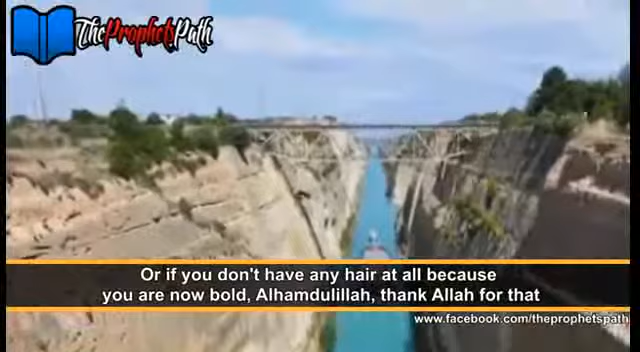 TheProphetsPath
Or if you don't have any hair at all because
you are now bold, Alhamdulillah, thank Allah for that
www.facebook.com/theprophetspath